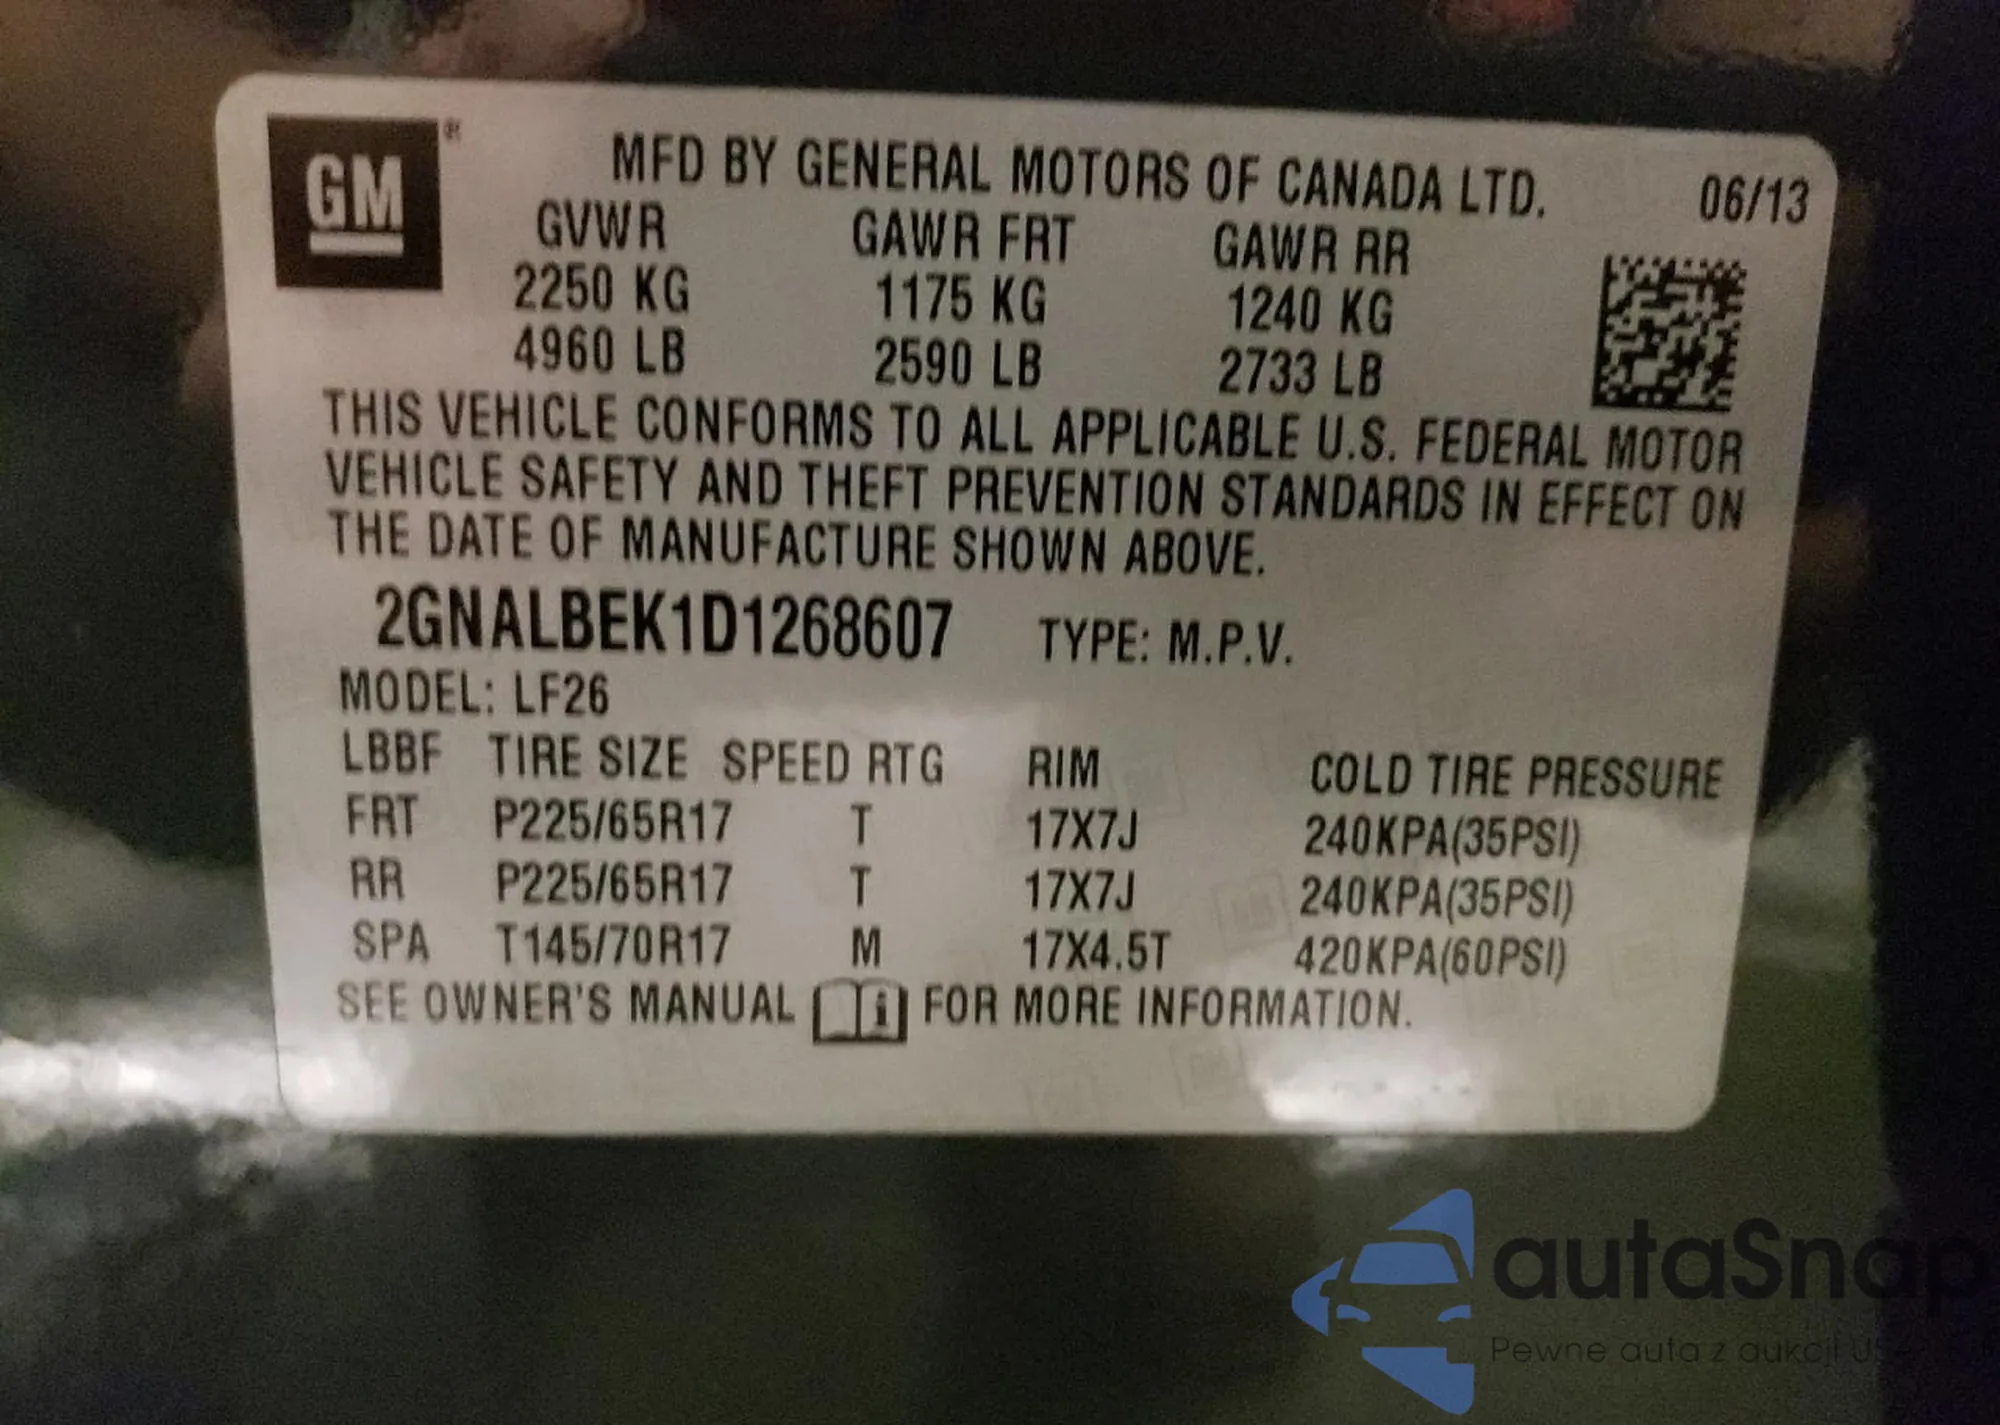 GM ®
MFD BY GENERAL MOTORS OF CANADA LTD. 06/13
GVWR GAWR FRT GAWR RR
2250 KG 1175 KG 1240 KG
4960 LB 2590 LB 2733 LB
THIS VEHICLE CONFORMS TO ALL APPLICABLE U.S. FEDERAL MOTOR
VEHICLE SAFETY AND THEFT PREVENTION STANDARDS IN EFFECT ON
THE DATE OF MANUFACTURE SHOWN ABOVE.
2GNALBEK1D1268607 TYPE: M.P.V.
MODEL: LF26
LBBF TIRE SIZE SPEED RTG RIM COLD TIRE PRESSURE
FRT P225/65R17 T 17X7J 240KPA(35PSI)
RR P225/65R17 T 17X7J 240KPA(35PSI)
SPA T145/70R17 M 17X4.5T 420KPA(60PSI)
SEE OWNER'S MANUAL i FOR MORE INFORMATION.
autaSnap
Pewne auta z aukcji